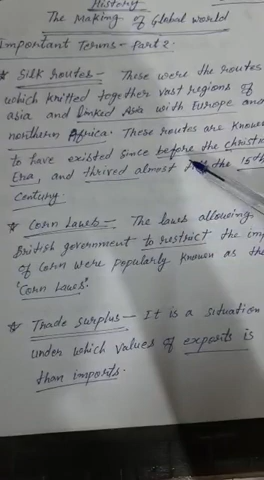 History
The Making of Global world
Important Terms - Part 2.
* Silk routes - These were the routes
which knitted together vast regions of
asia and linked Asia with Europe and
northern Africa. These routes are known
to have existed since before the christi
Era, and thrived almost the 15th
century.
* Corn Laws - The laws allowing
British government to restrict the im
of Corn were popularly known as the
'Corn Laws'.
* Trade surplus - It is a situation
under which values of exposts is
than imposts.